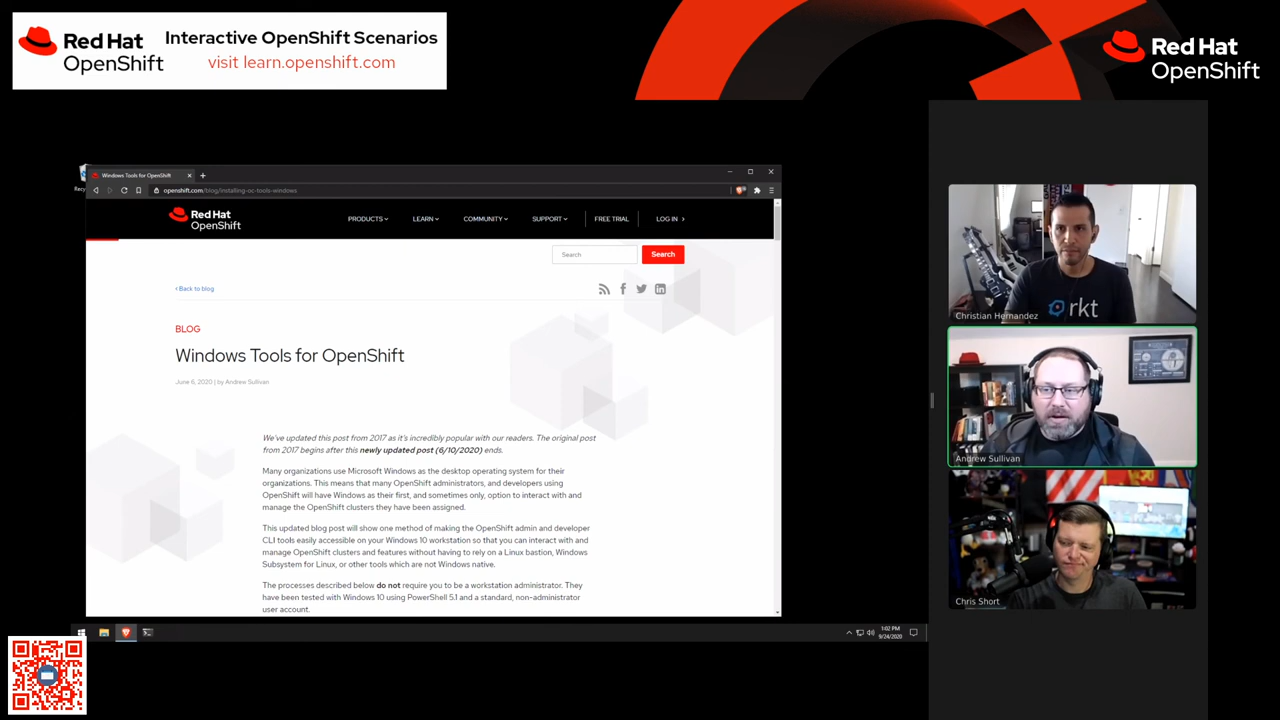 Red Hat
OpenShift
Interactive OpenShift Scenarios
visit learn.openshift.com
Red Hat
OpenShift
Windows Tools for OpenShift
openshift.com/blog/installing-oc-tools-windows
Red Hat
OpenShift
PRODUCTS
LEARN
COMMUNITY
SUPPORT
FREE TRIAL
LOG IN
Search
Search
Back to blog
BLOG
Windows Tools for OpenShift
June 6, 2020 | by Andrew Sullivan
We've updated this post from 2017 as it's incredibly popular with our readers. The original post
from 2017 begins after this newly updated post (6/10/2020) ends.
Many organizations use Microsoft Windows as the desktop operating system for their
organizations. This means that many OpenShift administrators, and developers using
OpenShift will have Windows as their first, and sometimes only, option to interact with and
manage the OpenShift clusters they have been assigned.
This updated blog post will show one method of making the OpenShift admin and developer
CLI tools easily accessible on your Windows 10 workstation so that you can interact with and
manage OpenShift clusters and features without having to rely on a Linux bastion, Windows
Subsystem for Linux, or other tools which are not Windows native.
The processes described below do not require you to be a workstation administrator. They
have been tested with Windows 10 using PowerShell 5.1 and a standard, non-administrator
user account.
1:02 PM
9/24/2020
rkt
Christian Hernandez
Andrew Sullivan
Chris Short